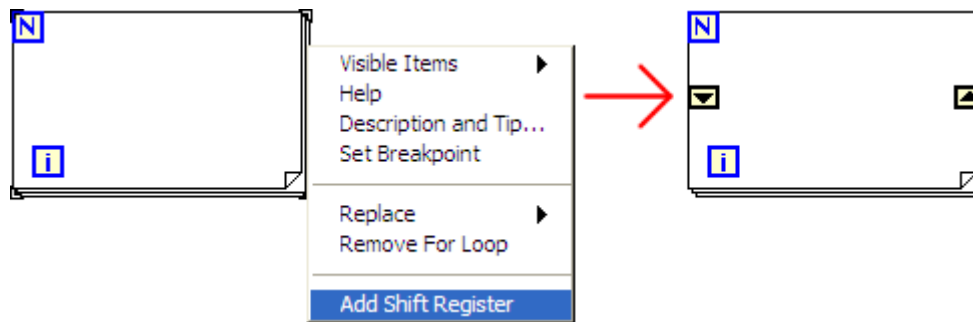 N
i
Visible Items
Help
Description and Tip...
Set Breakpoint
Replace
Remove For Loop
Add Shift Register
N
i